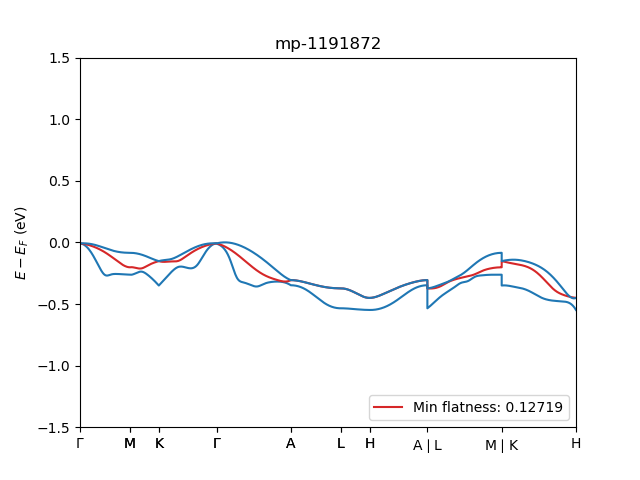 mp-1191872
E − E_F (eV)
1.5
1.0
0.5
0.0
−0.5
−1.0
−1.5
Min flatness: 0.12719
Γ M K Γ A L H A | L M | K H